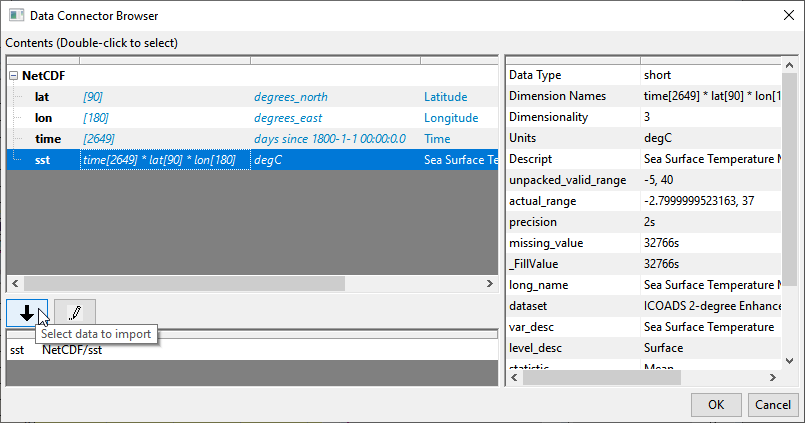 Data Connector Browser
Contents (Double-click to select)
NetCDF
lat [90] degrees_north Latitude
lon [180] degrees_east Longitude
time [2649] days since 1800-1-1 00:00:0.0 Time
sst time[2649] * lat[90] * lon[180] degC Sea Surface Te
Select data to import
sst NetCDF/sst
Data Type short
Dimension Names time[2649] * lat[90] * lon[1
Dimensionality 3
Units degC
Descript Sea Surface Temperature M
unpacked_valid_range -5, 40
actual_range -2.7999999523163, 37
precision 2s
missing_value 32766s
_FillValue 32766s
long_name Sea Surface Temperature M
dataset ICOADS 2-degree Enhance
var_desc Sea Surface Temperature
level_desc Surface
statistic Mean
OK Cancel